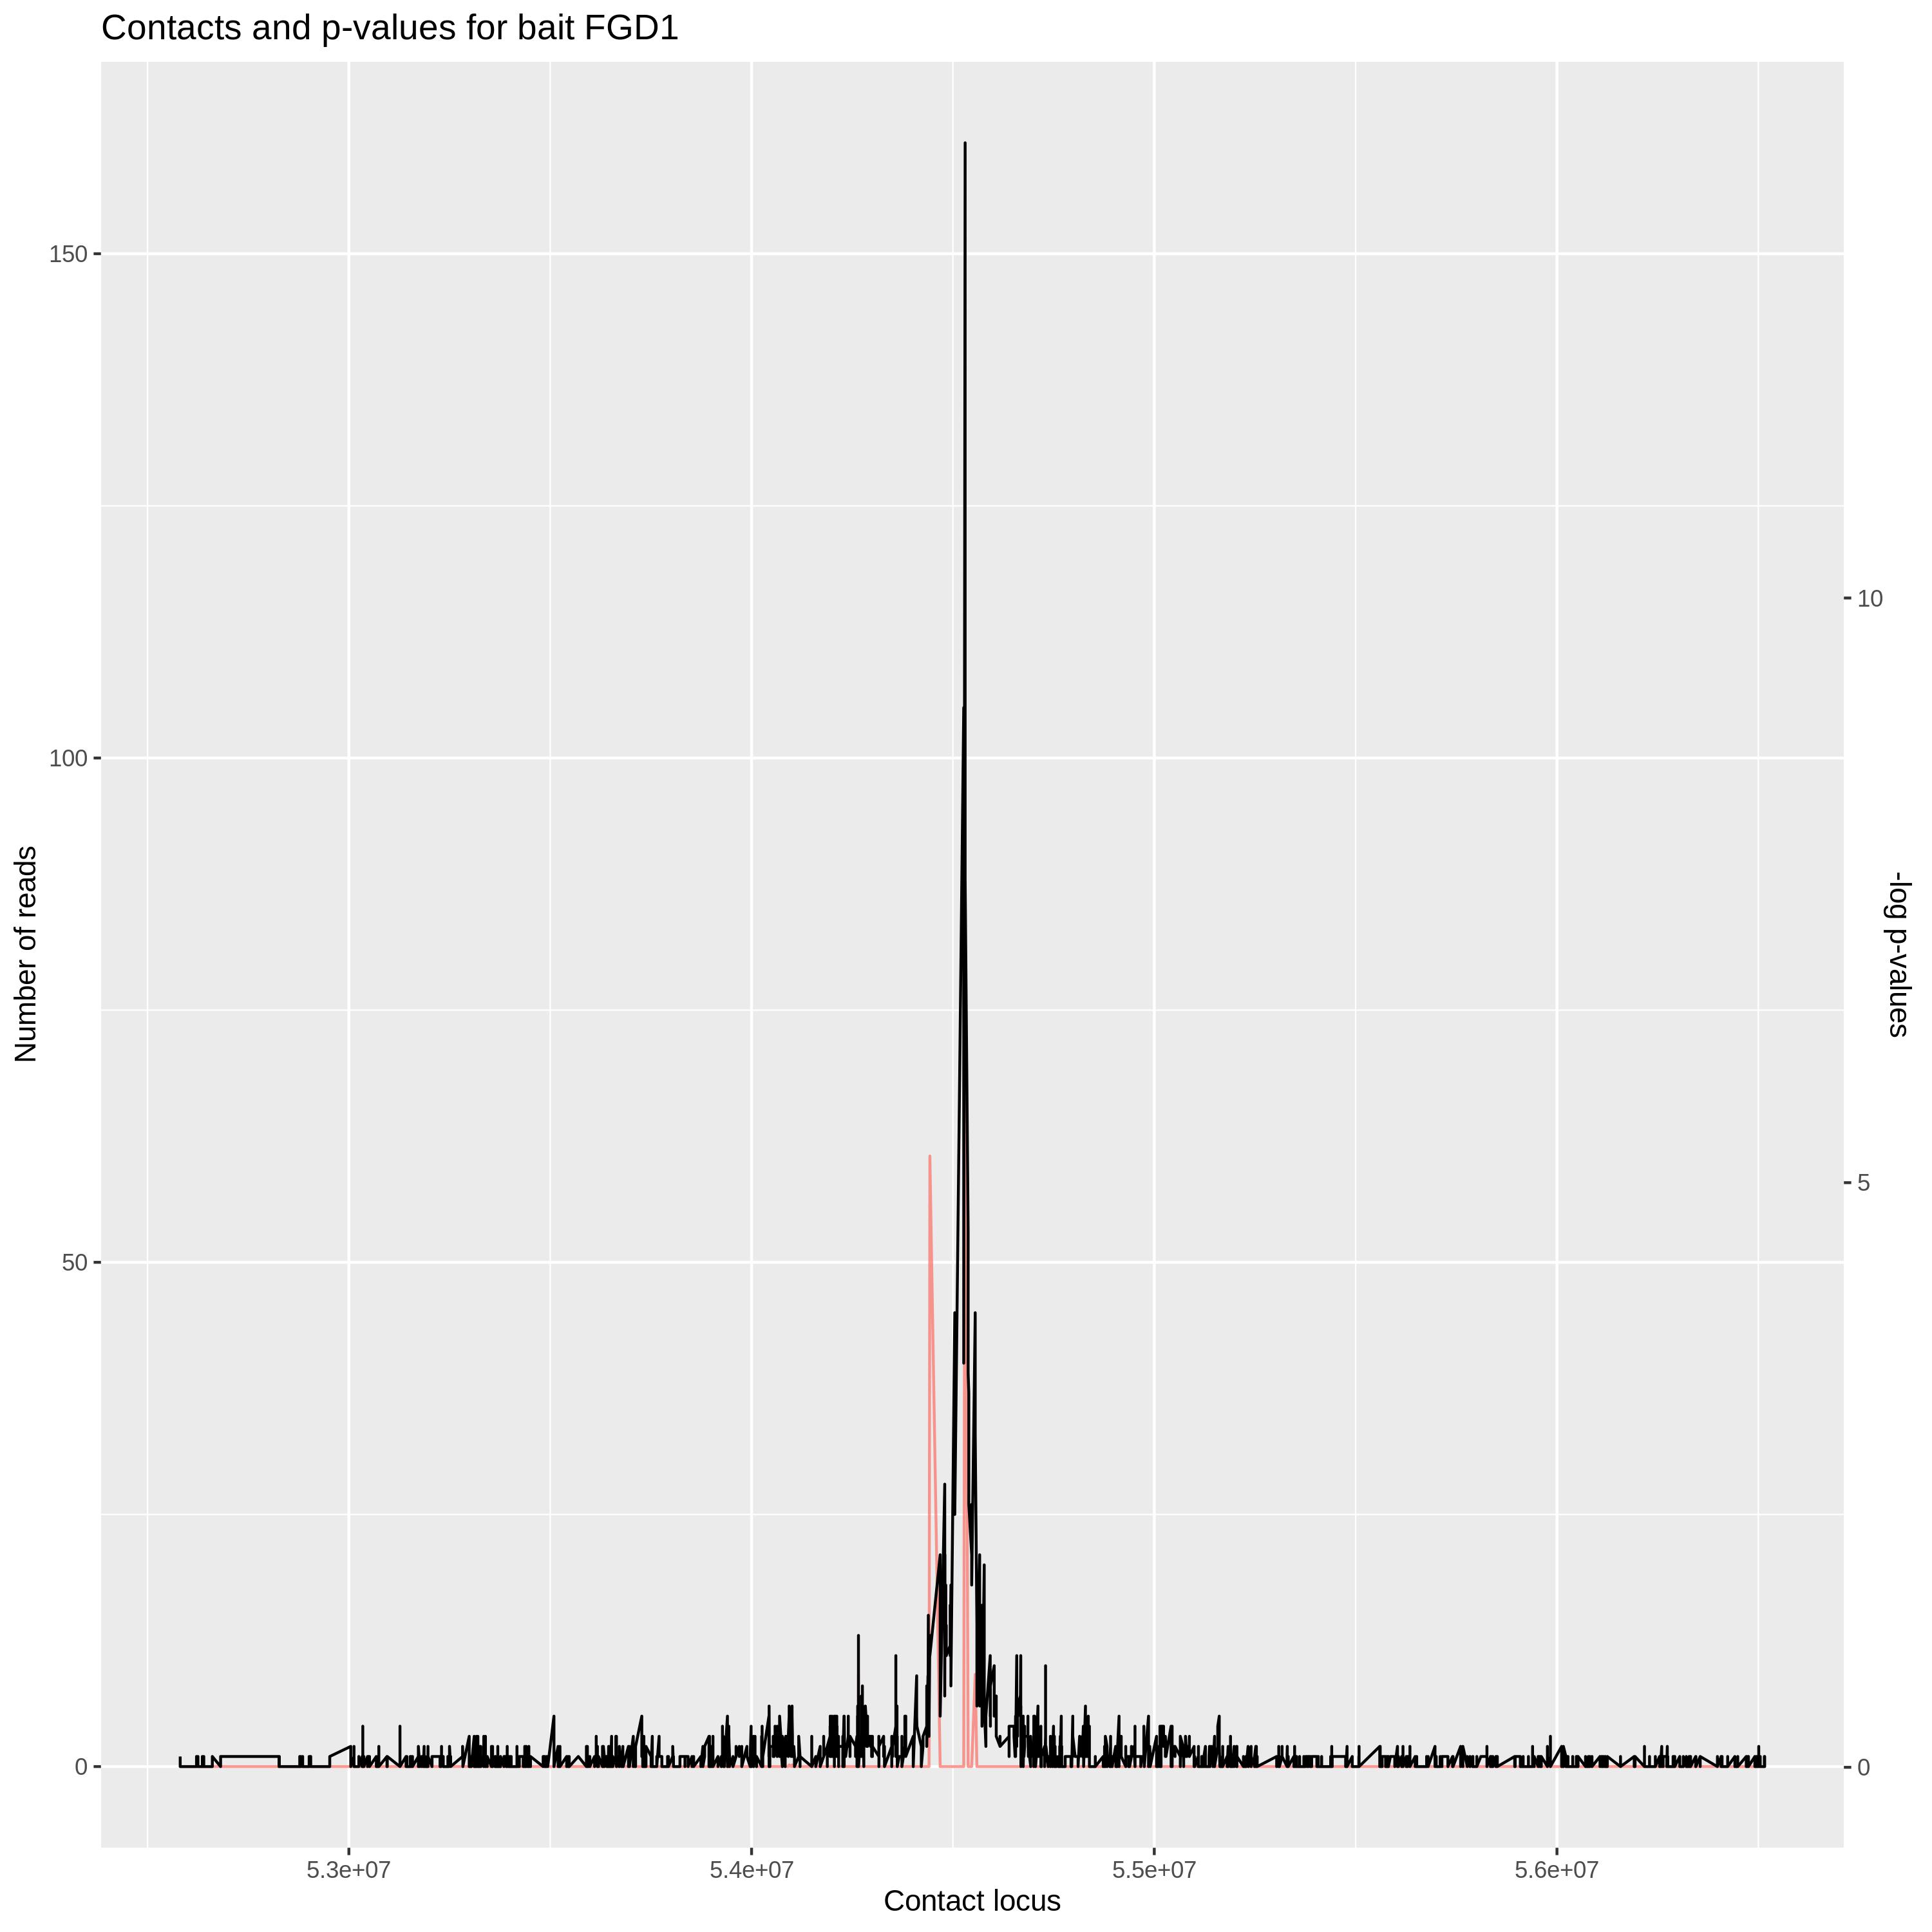 Contacts and p-values for bait FGD1
150
100
50
0
10
5
0
Number of reads
-log p-values
5.3e+07
5.4e+07
5.5e+07
5.6e+07
Contact locus